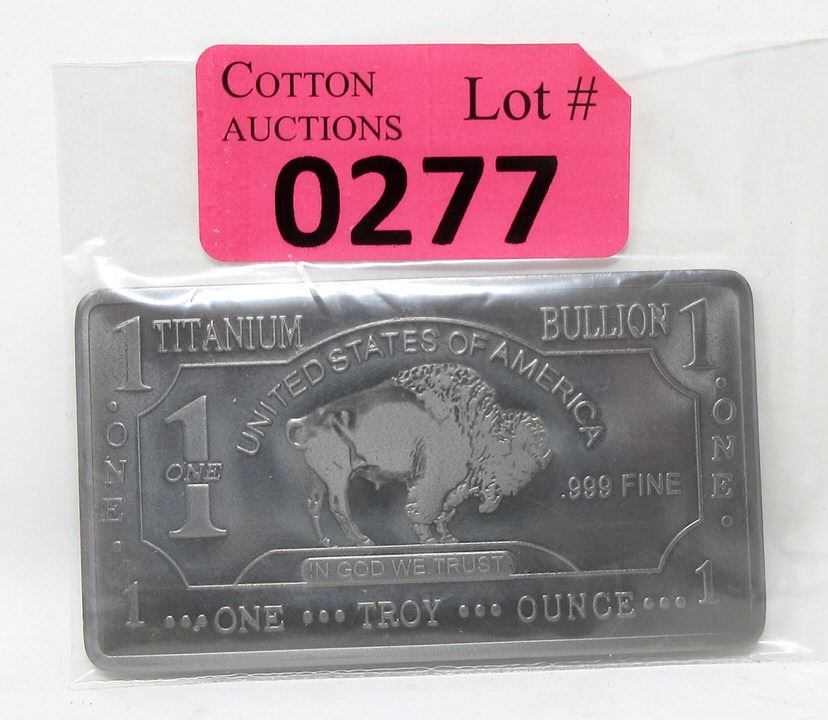 COTTON AUCTIONS
Lot #
0277
1 TITANIUM BULLION 1
UNITED STATES OF AMERICA
1 ONE
.999 FINE
• ONE •
• ONE •
IN GOD WE TRUST
1 ••• ONE ••• TROY ••• OUNCE ••• 1